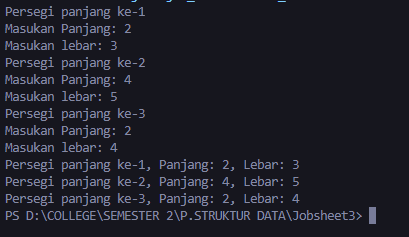 Persegi panjang ke-1
Masukan Panjang: 2
Masukan lebar: 3
Persegi panjang ke-2
Masukan Panjang: 4
Masukan lebar: 5
Persegi panjang ke-3
Masukan Panjang: 2
Masukan lebar: 4
Persegi panjang ke-1, Panjang: 2, Lebar: 3
Persegi panjang ke-2, Panjang: 4, Lebar: 5
Persegi panjang ke-3, Panjang: 2, Lebar: 4
PS D:\COLLEGE\SEMESTER 2\P.STRUKTUR DATA\Jobsheet3>